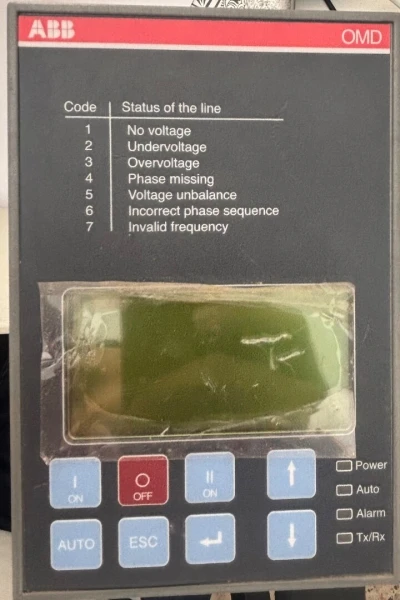 ABB OMD
Code Status of the line
1 No voltage
2 Undervoltage
3 Overvoltage
4 Phase missing
5 Voltage unbalance
6 Incorrect phase sequence
7 Invalid frequency
I ON
O OFF
II ON
Power
Auto
Alarm
AUTO
ESC
Tx/Rx